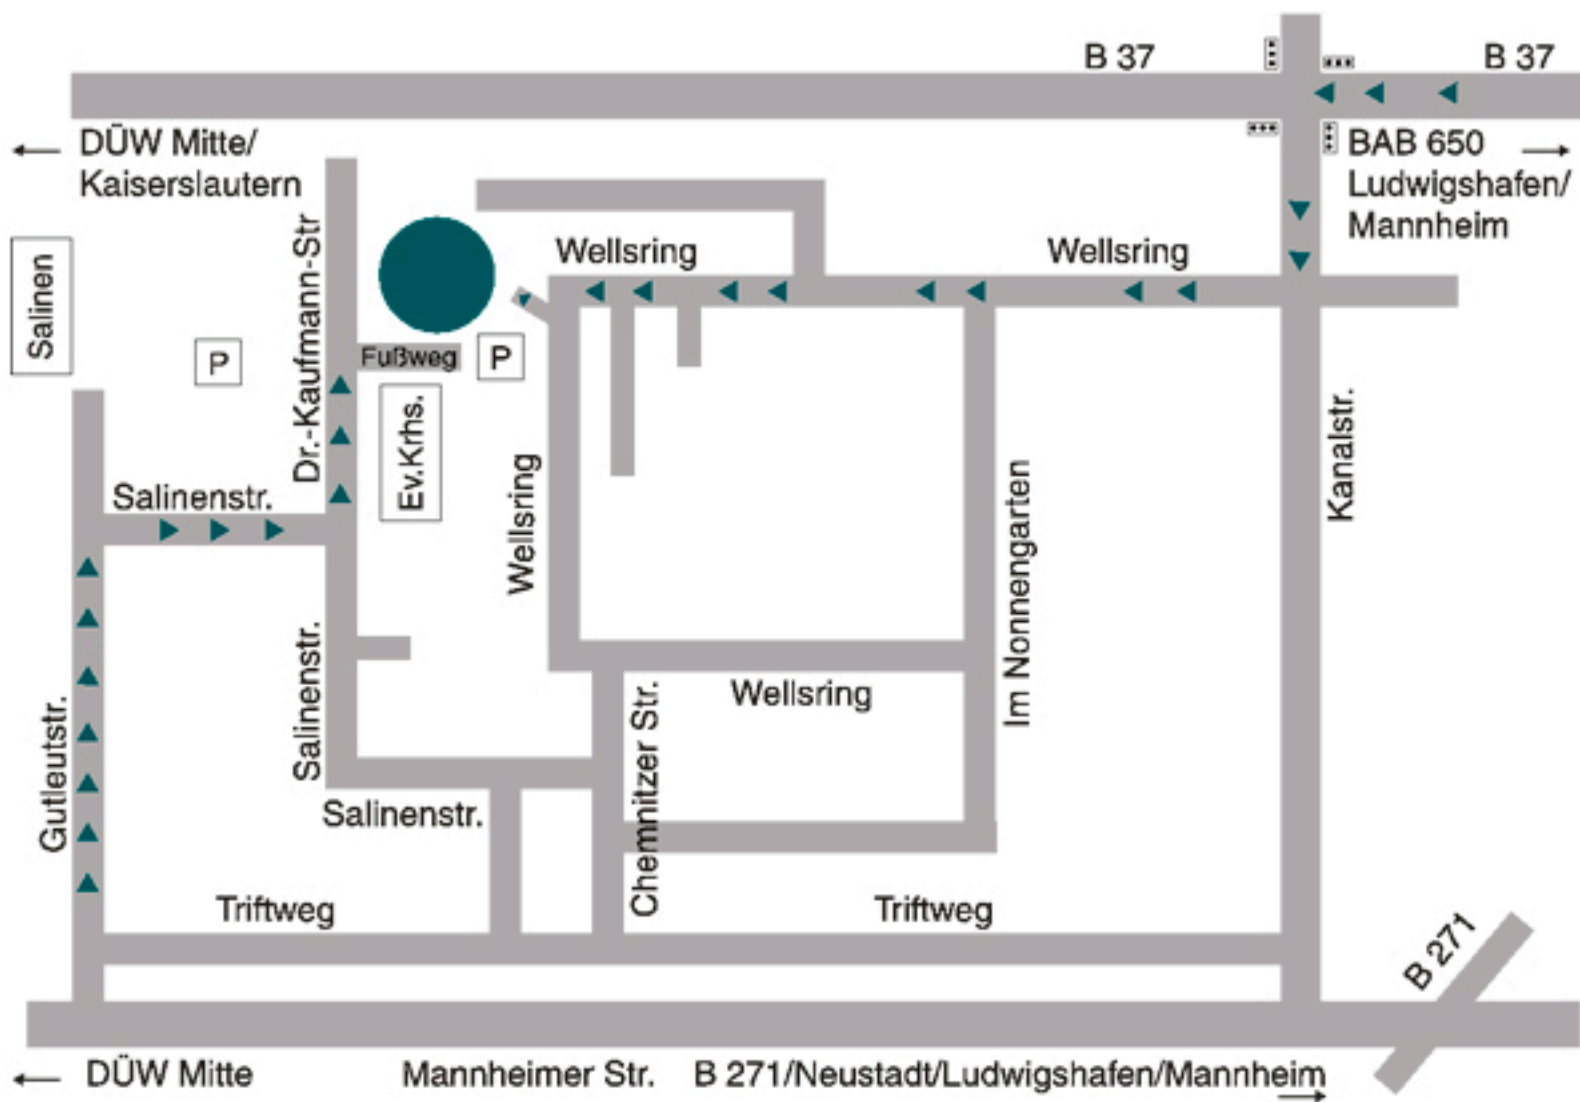 B 37
B 37
DÜW Mitte/
Kaiserslautern
BAB 650
Ludwigshafen/
Mannheim
Salinen
P
Dr.-Kaufmann-Str
Wellsring
Wellsring
Fußweg
P
Ev.Krhs.
Salinenstr.
Wellsring
Im Nonnengarten
Kanalstr.
Gutleutstr.
Salinenstr.
Wellsring
Chemnitzer Str.
Salinenstr.
Triftweg
Triftweg
B 271
DÜW Mitte
Mannheimer Str.
B 271/Neustadt/Ludwigshafen/Mannheim